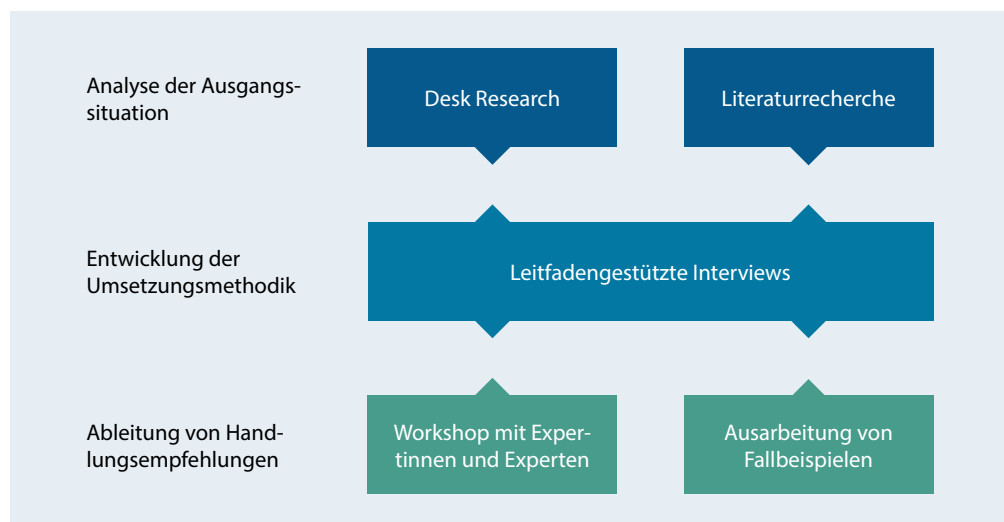 Analyse der Ausgangs-
situation
Desk Research
Literaturrecherche
Entwicklung der
Umsetzungsmethodik
Leitfadengestützte Interviews
Ableitung von Hand-
lungsempfehlungen
Workshop mit Exper-
tinnen und Experten
Ausarbeitung von
Fallbeispielen